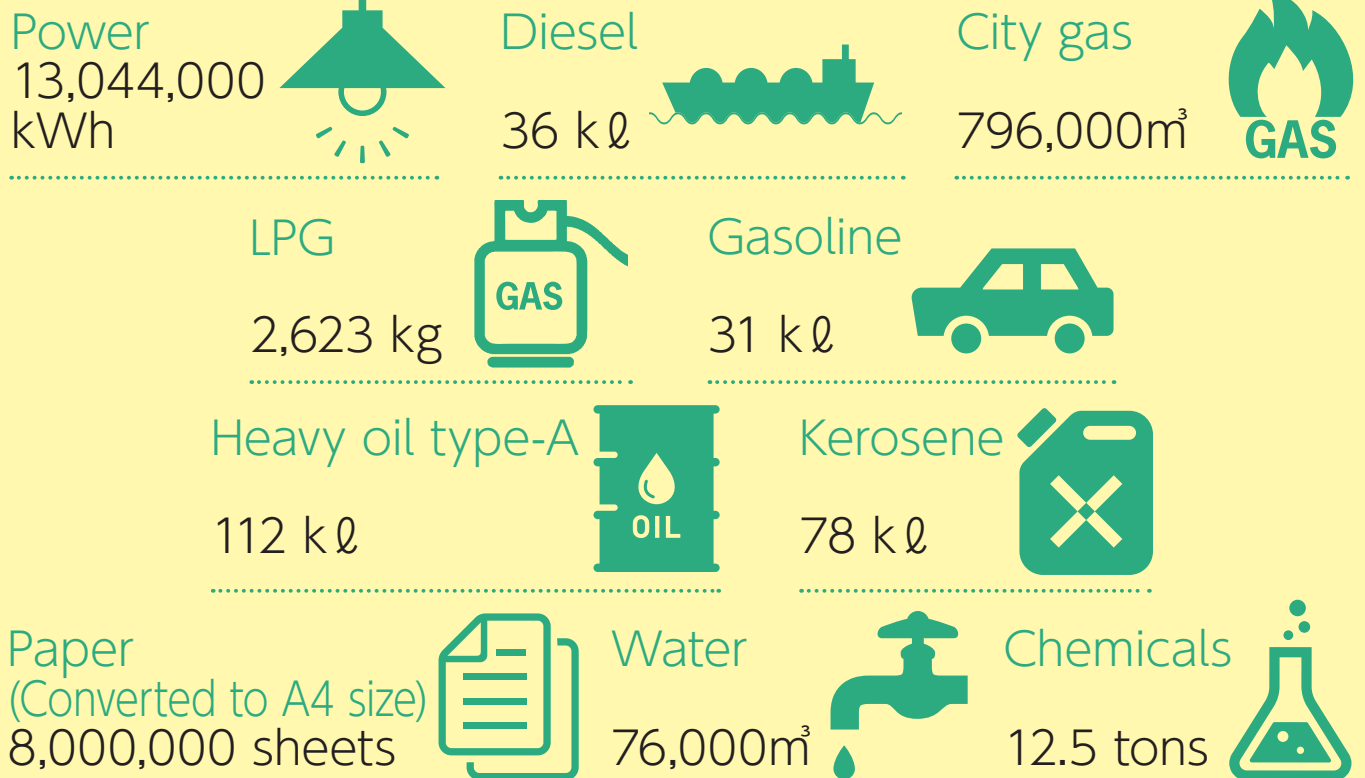 Power
13,044,000
kWh
Diesel
36 kℓ
City gas
796,000㎥
GAS
LPG
2,623 kg
GAS
Gasoline
31 kℓ
Heavy oil type-A
112 kℓ
OIL
Kerosene
78 kℓ
Paper
(Converted to A4 size)
8,000,000 sheets
Water
76,000㎥
Chemicals
12.5 tons